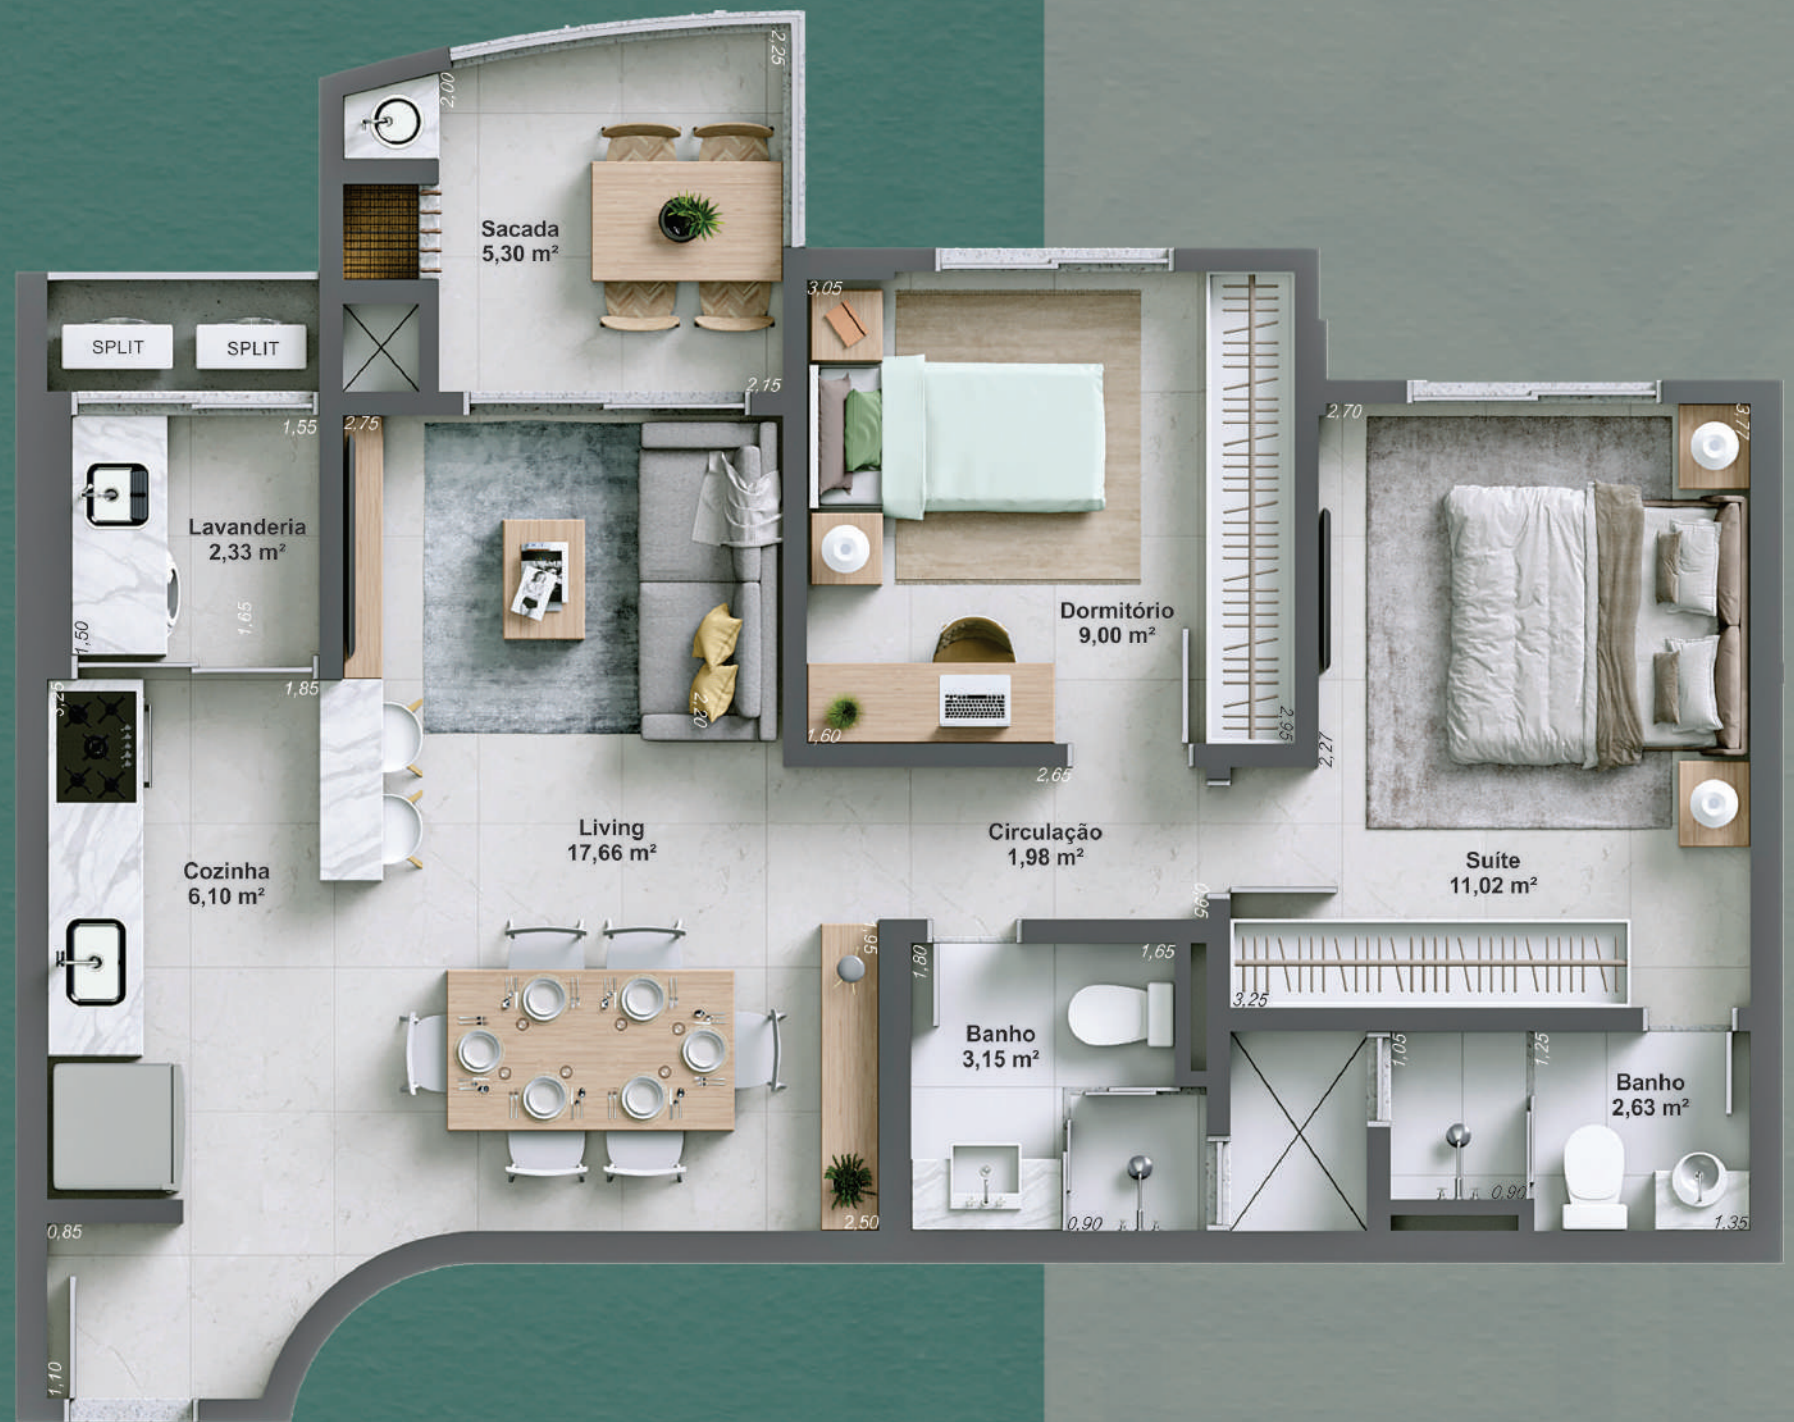 2,25
2,00
Sacada
5,30 m²
3,05
SPLIT
SPLIT
2,15
1,55
2,75
2,70
3,77
Lavanderia
2,33 m²
1,65
1,50
Dormitório
9,00 m²
3,25
1,85
2,20
1,60
2,95
2,27
2,65
Living
17,66 m²
Circulação
1,98 m²
Cozinha
6,10 m²
Suíte
11,02 m²
0,95
1,95
1,80
1,65
3,25
Banho
3,15 m²
1,05
1,25
Banho
2,63 m²
0,85
2,50
0,90
0,90
1,35
1,10